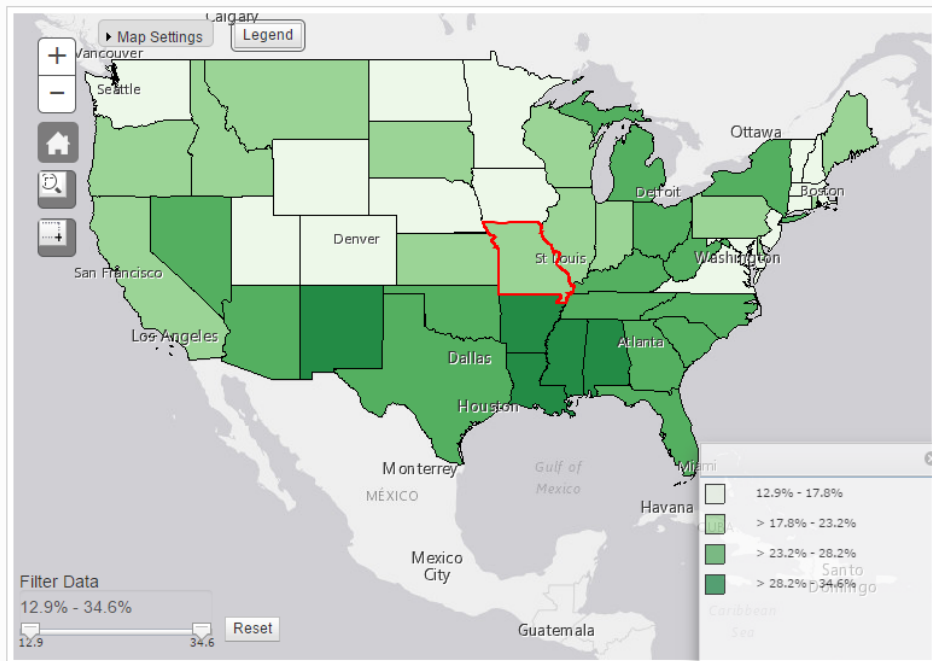 Calgary
Map Settings
Legend
+
Vancouver
−
Seattle
Ottawa
Detroit
Boston
Denver
St Louis
Washington
San Francisco
Los Angeles
Atlanta
Dallas
Houston
Miami
Monterrey
Gulf of
Mexico
MÉXICO
Havana
CUBA
12.9% - 17.8%
> 17.8% - 23.2%
> 23.2% - 28.2%
> 28.2% - 34.6%
Mexico
City
Santo
Domingo
Caribbean
Sea
Guatemala
Filter Data
12.9% - 34.6%
Reset
12.9 34.6